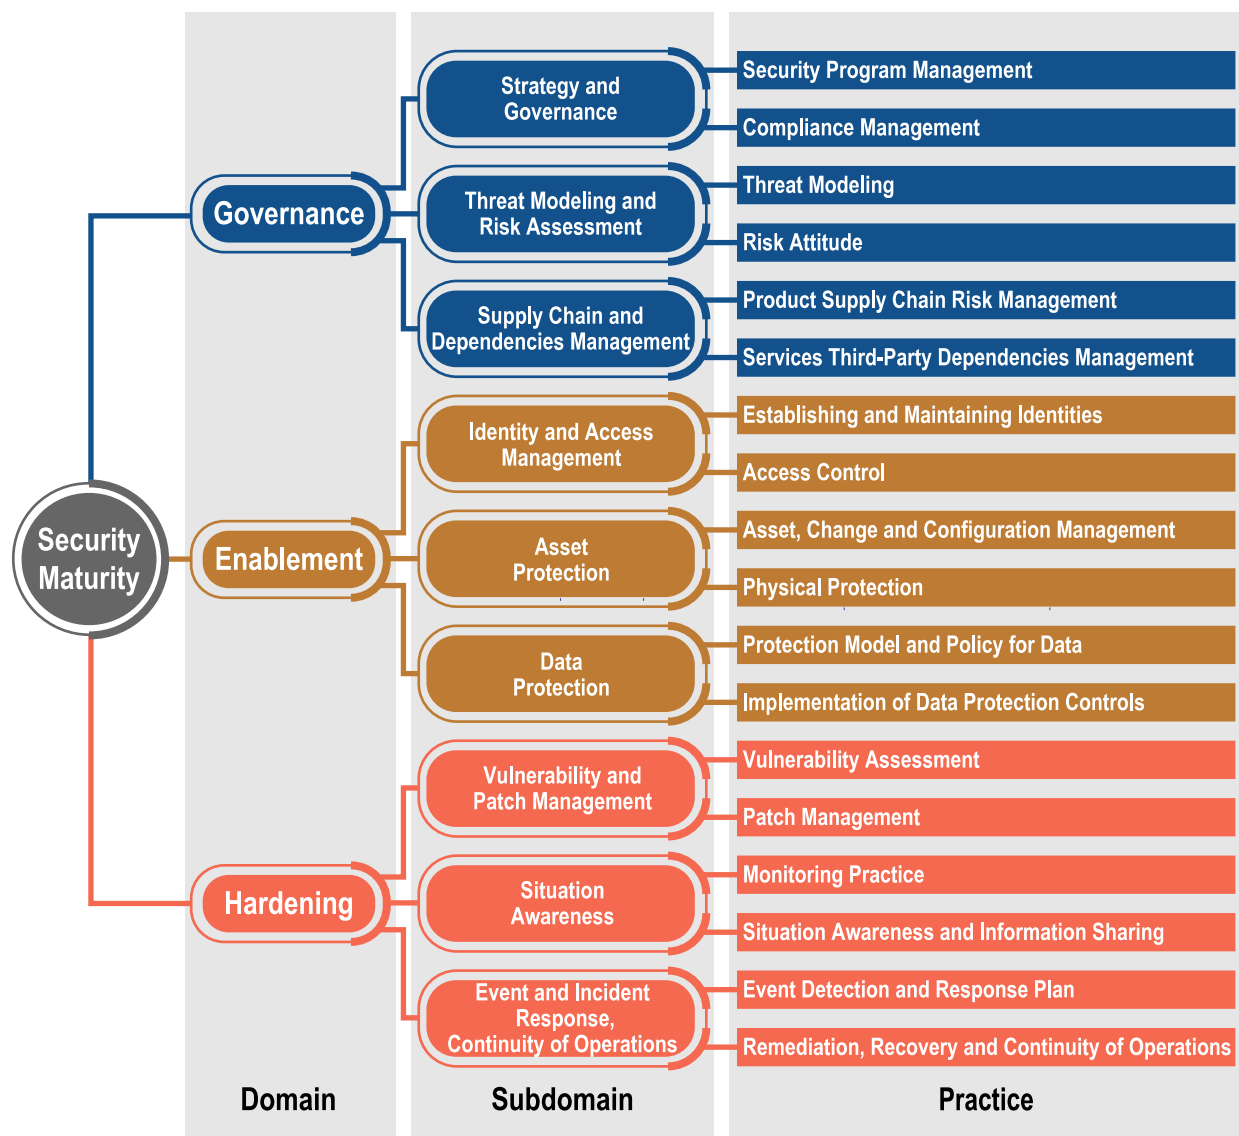 Security
Maturity
Governance
Strategy and
Governance
Security Program Management
Compliance Management
Threat Modeling and
Risk Assessment
Threat Modeling
Risk Attitude
Supply Chain and
Dependencies Management
Product Supply Chain Risk Management
Services Third-Party Dependencies Management
Enablement
Identity and Access
Management
Establishing and Maintaining Identities
Access Control
Asset
Protection
Asset, Change and Configuration Management
Physical Protection
Data
Protection
Protection Model and Policy for Data
Implementation of Data Protection Controls
Hardening
Vulnerability and
Patch Management
Vulnerability Assessment
Patch Management
Situation
Awareness
Monitoring Practice
Situation Awareness and Information Sharing
Event and Incident
Response,
Continuity of Operations
Event Detection and Response Plan
Remediation, Recovery and Continuity of Operations
Domain
Subdomain
Practice